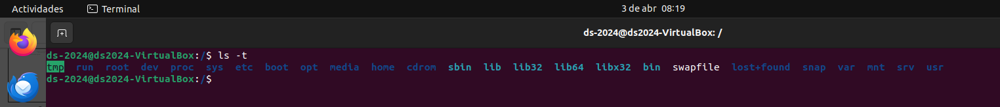 Actividades Terminal 3 de abr 08:19
ds-2024@ds2024-VirtualBox: /
ds-2024@ds2024-VirtualBox:/$ ls -t
tmp run root dev proc sys etc boot opt media home cdrom sbin lib lib32 lib64 libx32 bin swapfile lost+found snap var mnt srv usr
ds-2024@ds2024-VirtualBox:/$